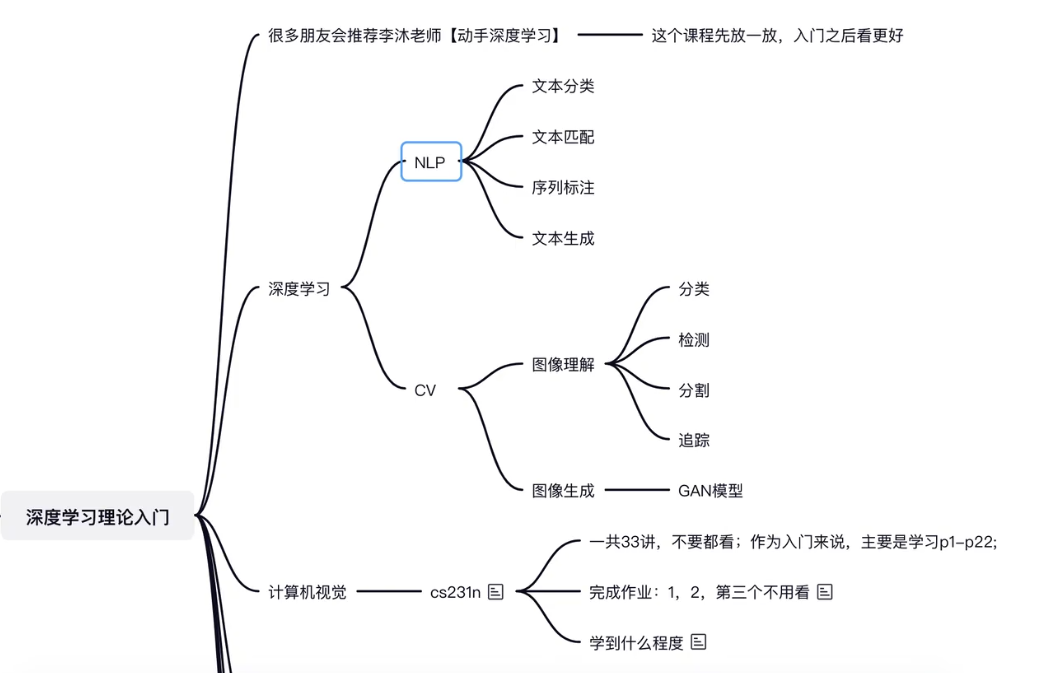 很多朋友会推荐李沐老师【动手深度学习】
这个课程先放一放，入门之后看更好
文本分类
文本匹配
NLP
序列标注
文本生成
深度学习
分类
检测
图像理解
CV
分割
追踪
图像生成
GAN模型
深度学习理论入门
一共33讲，不要都看；作为入门来说，主要是学习p1-p22;
计算机视觉
cs231n
完成作业：1，2，第三个不用看
学到什么程度